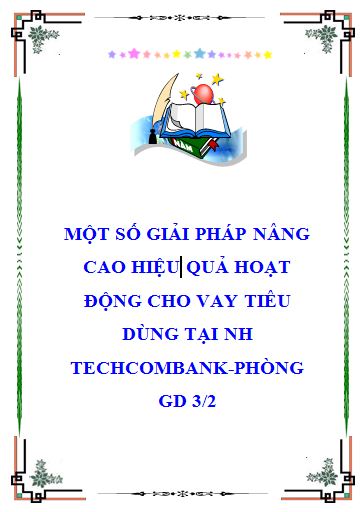 NAM
MỘT SỐ GIẢI PHÁP NÂNG
CAO HIỆU QUẢ HOẠT
ĐỘNG CHO VAY TIÊU
DÙNG TẠI NH
TECHCOMBANK-PHÒNG
GD 3/2